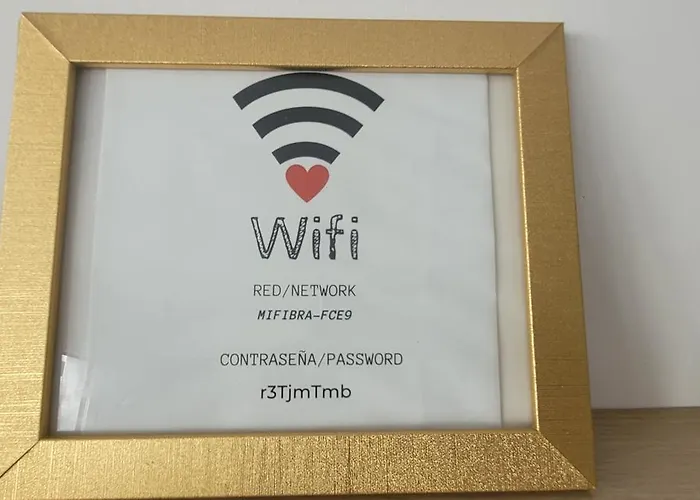 Wifi
RED/NETWORK
MIFIBRA-FCE9
CONTRASEÑA/PASSWORD
r3TjmTmb